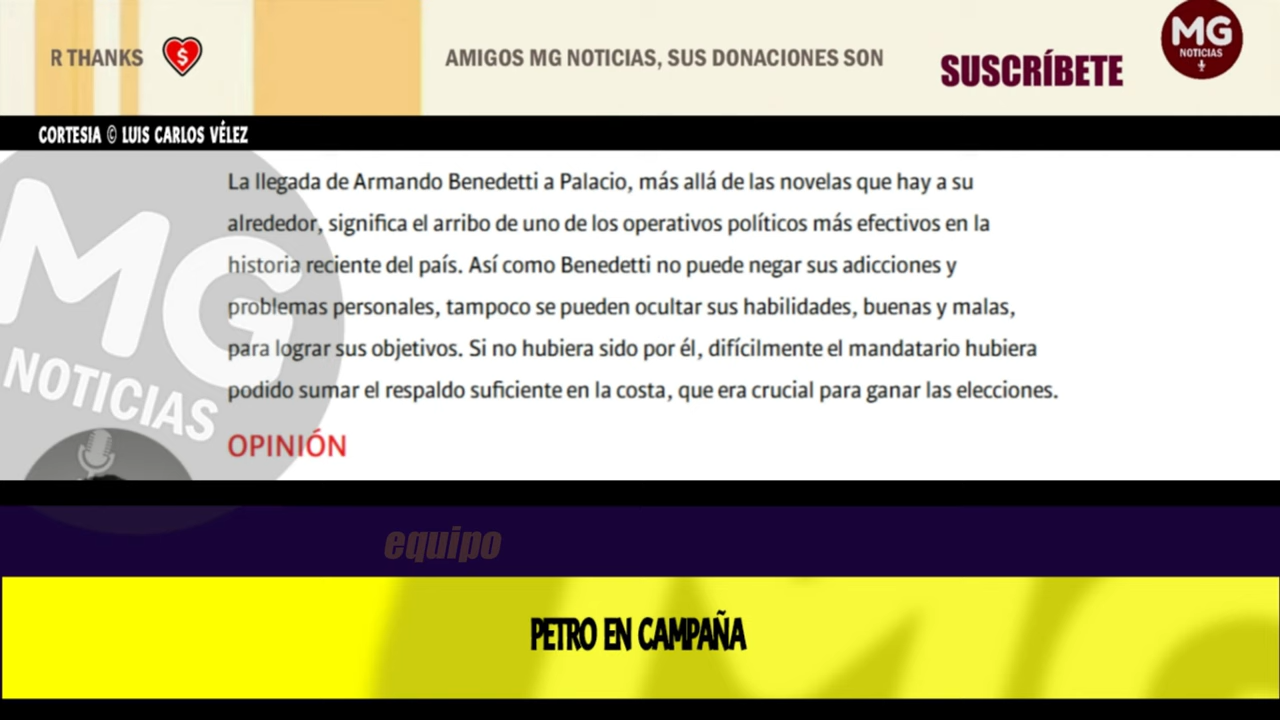 R THANKS
AMIGOS MG NOTICIAS, SUS DONACIONES SON
SUSCRÍBETE
MG
NOTICIAS
CORTESIA © LUIS CARLOS VÉLEZ
La llegada de Armando Benedetti a Palacio, más allá de las novelas que hay a su
alrededor, significa el arribo de uno de los operativos políticos más efectivos en la
historia reciente del país. Así como Benedetti no puede negar sus adicciones y
problemas personales, tampoco se pueden ocultar sus habilidades, buenas y malas,
para lograr sus objetivos. Si no hubiera sido por él, difícilmente el mandatario hubiera
podido sumar el respaldo suficiente en la costa, que era crucial para ganar las elecciones.
OPINIÓN
MG
NOTICIAS
equipo
PETRO EN CAMPAÑA